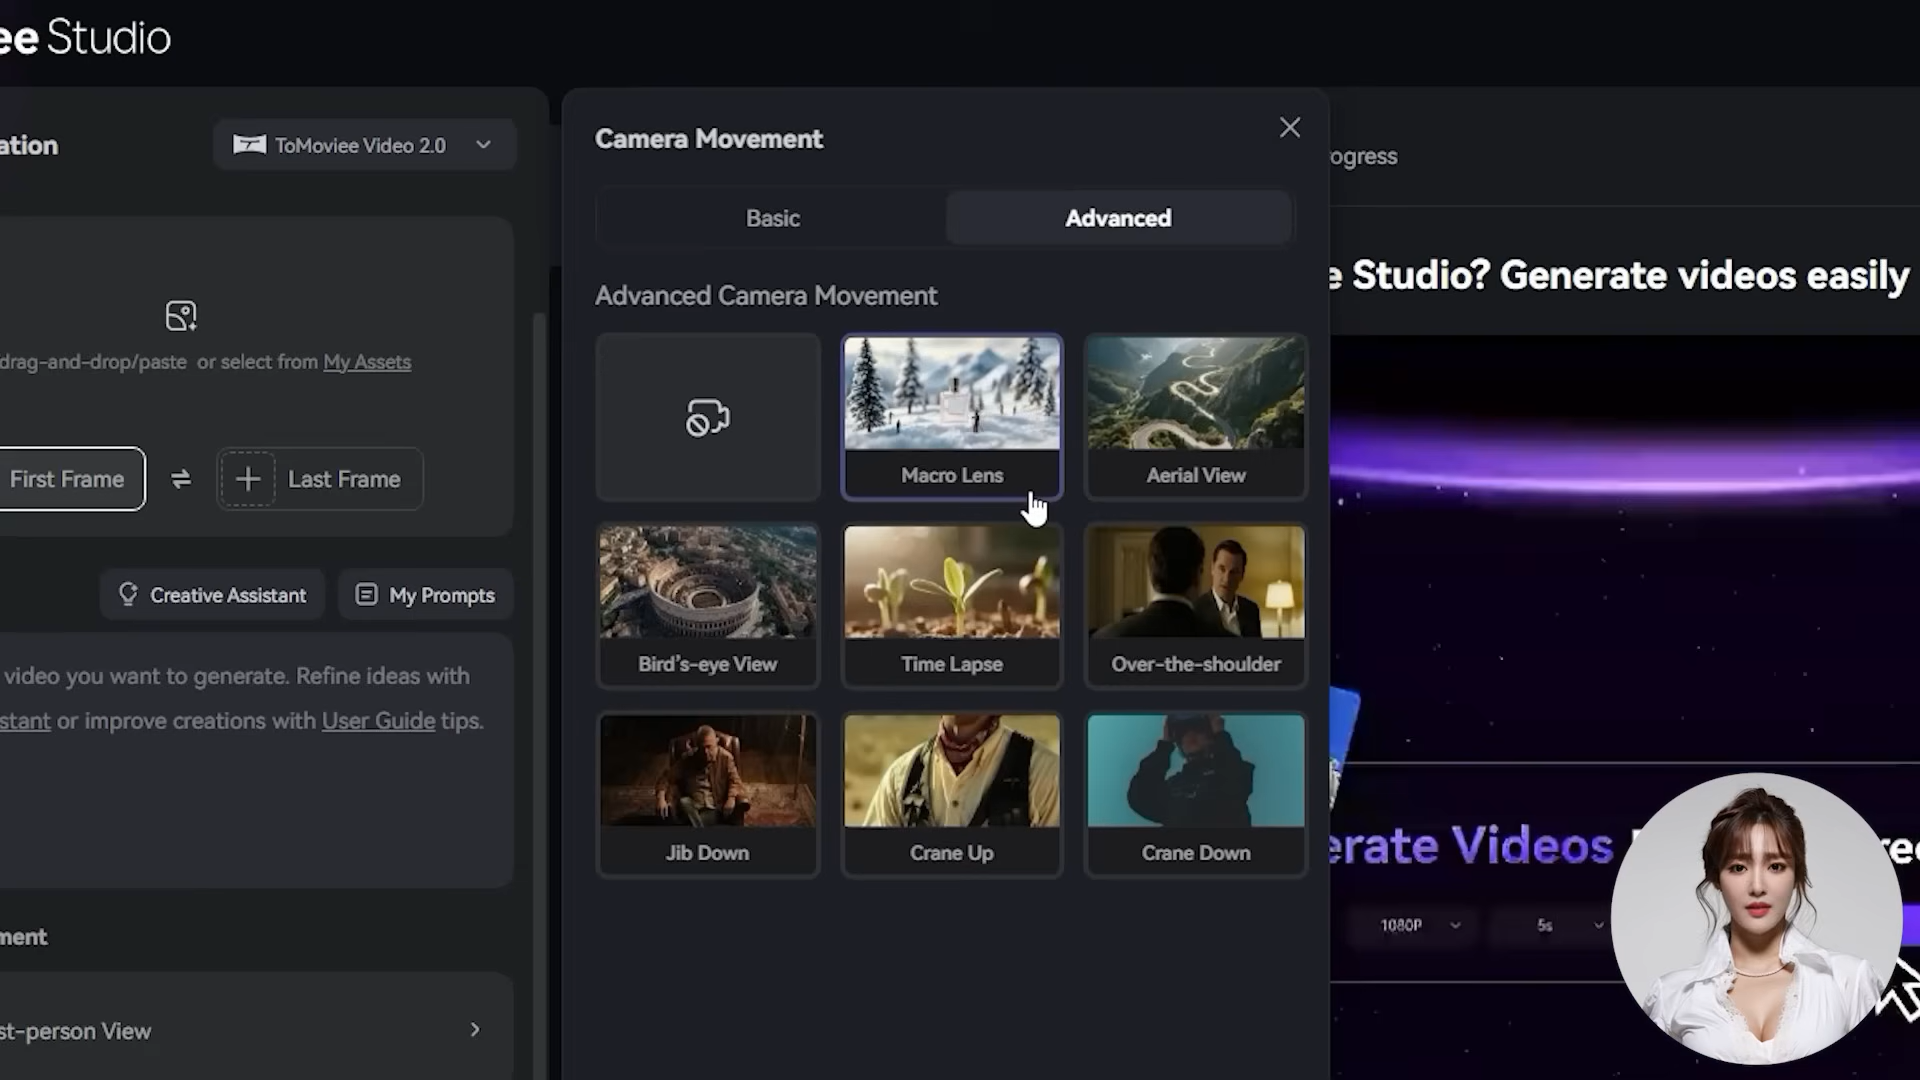 ee Studio
ation
ToMoviee Video 2.0
drag-and-drop/paste or select from My Assets
First Frame
Last Frame
Creative Assistant
My Prompts
video you want to generate. Refine ideas with
stant or improve creations with User Guide tips.
ment
st-person View
Camera Movement
Basic
Advanced
Advanced Camera Movement
Macro Lens
Aerial View
Bird's-eye View
Time Lapse
Over-the-shoulder
Jib Down
Crane Up
Crane Down
ogress
e Studio? Generate videos easily
erate Videos
ree
1080P
5s